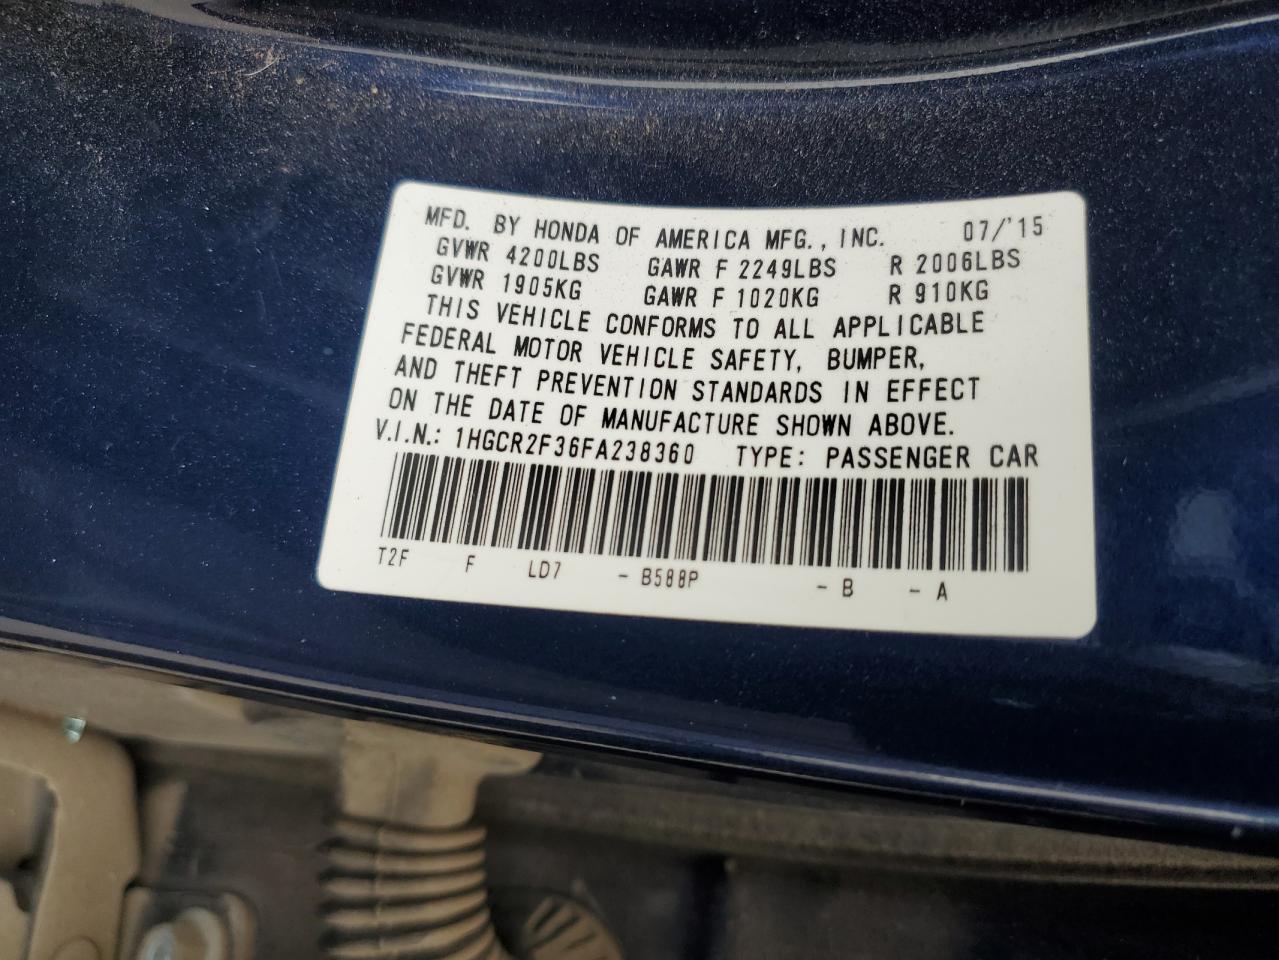 MFD. BY HONDA OF AMERICA MFG., INC. 07/'15
GVWR 4200LBS GAWR F 2249LBS R 2006LBS
GVWR 1905KG GAWR F 1020KG R 910KG
THIS VEHICLE CONFORMS TO ALL APPLICABLE
FEDERAL MOTOR VEHICLE SAFETY, BUMPER,
AND THEFT PREVENTION STANDARDS IN EFFECT
ON THE DATE OF MANUFACTURE SHOWN ABOVE.
V.I.N.: 1HGCR2F36FA238360 TYPE: PASSENGER CAR
T2F F LD7 - B588P - B - A